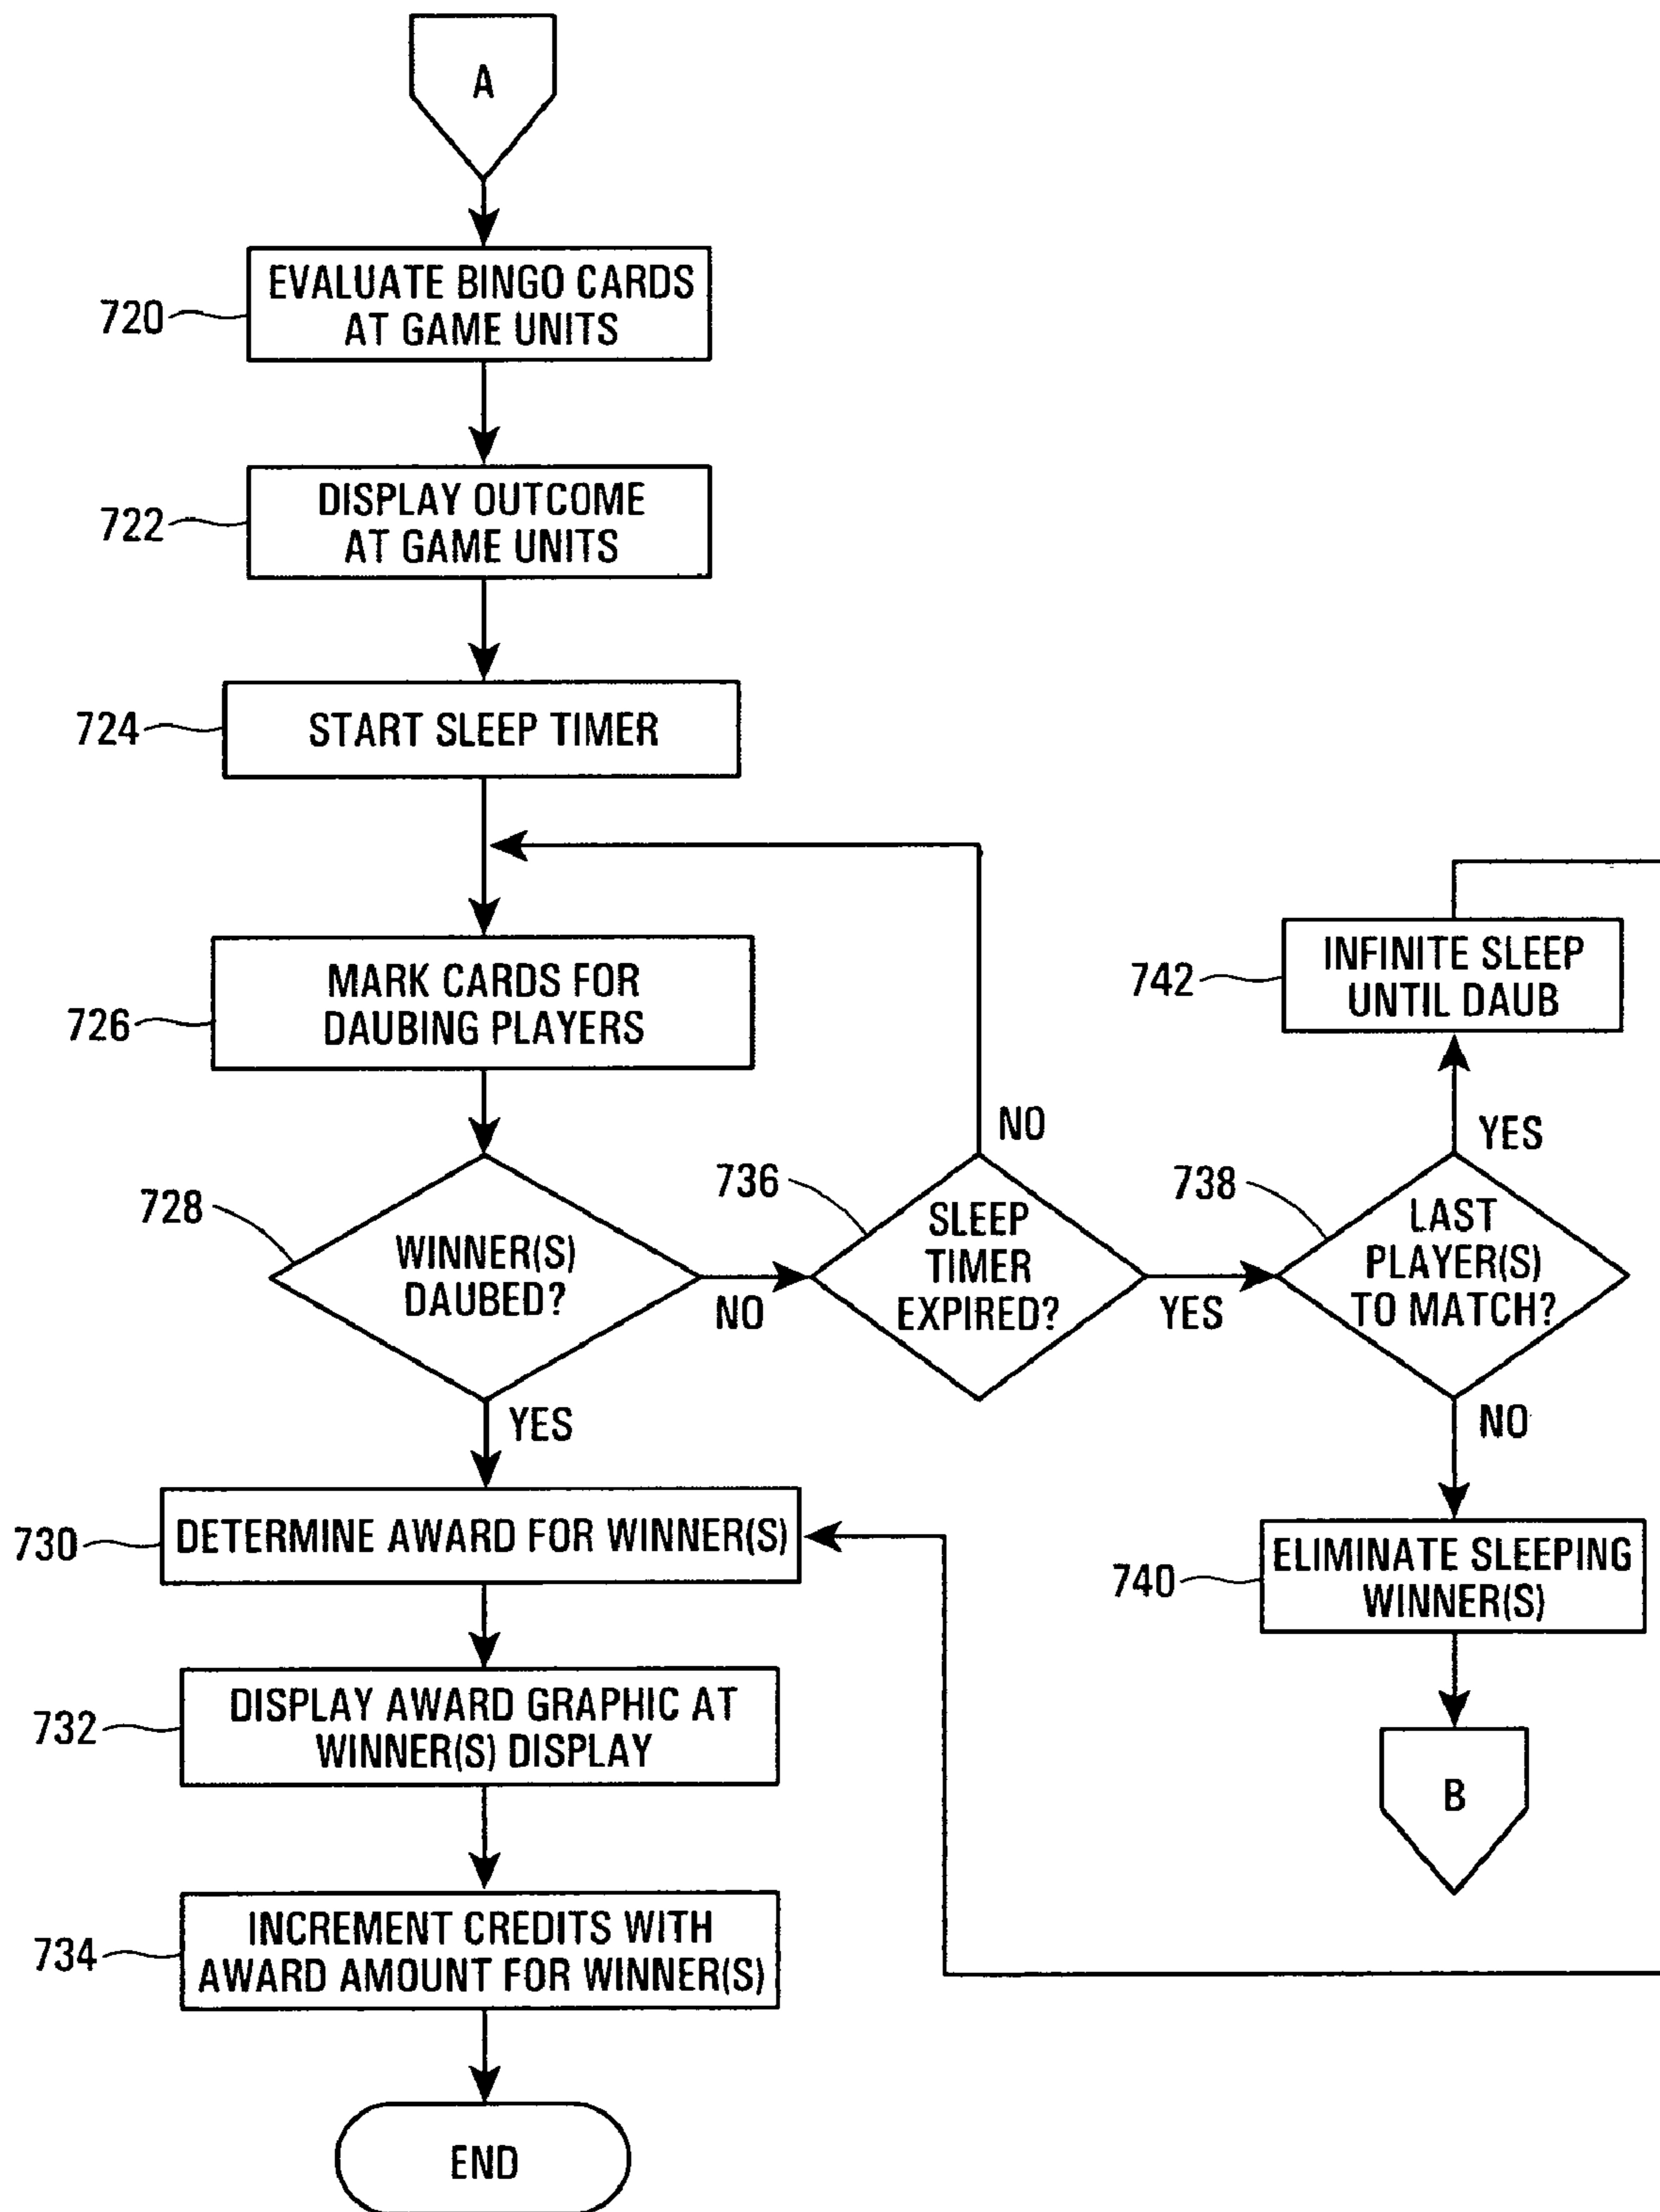 A
EVALUATE BINGO CARDS
AT GAME UNITS
720
DISPLAY OUTCOME
AT GAME UNITS
722
START SLEEP TIMER
724
MARK CARDS FOR
DAUBING PLAYERS
726
INFINITE SLEEP
UNTIL DAUB
742
WINNER(S)
DAUBED?
728
NO
YES
SLEEP
TIMER
EXPIRED?
736
NO
YES
LAST
PLAYER(S)
TO MATCH?
738
YES
NO
DETERMINE AWARD FOR WINNER(S)
730
ELIMINATE SLEEPING
WINNER(S)
740
DISPLAY AWARD GRAPHIC AT
WINNER(S) DISPLAY
732
B
INCREMENT CREDITS WITH
AWARD AMOUNT FOR WINNER(S)
734
END